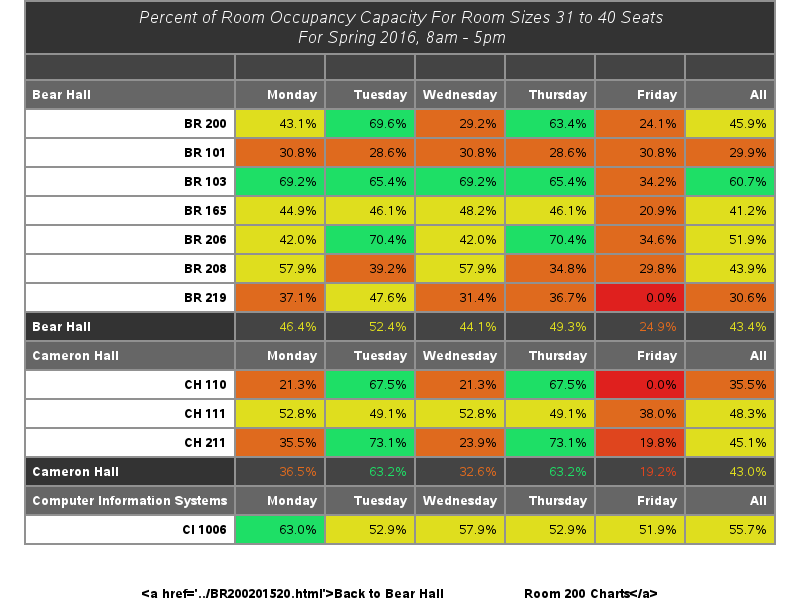 Percent of Room Occupancy Capacity For Room Sizes 31 to 40 Seats
For Spring 2016, 8am - 5pm
Bear Hall Monday Tuesday Wednesday Thursday Friday All
BR 200 43.1% 69.6% 29.2% 63.4% 24.1% 45.9%
BR 101 30.8% 28.6% 30.8% 28.6% 30.8% 29.9%
BR 103 69.2% 65.4% 69.2% 65.4% 34.2% 60.7%
BR 165 44.9% 46.1% 48.2% 46.1% 20.9% 41.2%
BR 206 42.0% 70.4% 42.0% 70.4% 34.6% 51.9%
BR 208 57.9% 39.2% 57.9% 34.8% 29.8% 43.9%
BR 219 37.1% 47.6% 31.4% 36.7% 0.0% 30.6%
Bear Hall 46.4% 52.4% 44.1% 49.3% 24.9% 43.4%
Cameron Hall Monday Tuesday Wednesday Thursday Friday All
CH 110 21.3% 67.5% 21.3% 67.5% 0.0% 35.5%
CH 111 52.8% 49.1% 52.8% 49.1% 38.0% 48.3%
CH 211 35.5% 73.1% 23.9% 73.1% 19.8% 45.1%
Cameron Hall 36.5% 63.2% 32.6% 63.2% 19.2% 43.0%
Computer Information Systems Monday Tuesday Wednesday Thursday Friday All
CI 1006 63.0% 52.9% 57.9% 52.9% 51.9% 55.7%
<a href='../BR200201520.html'>Back to Bear Hall Room 200 Charts</a>